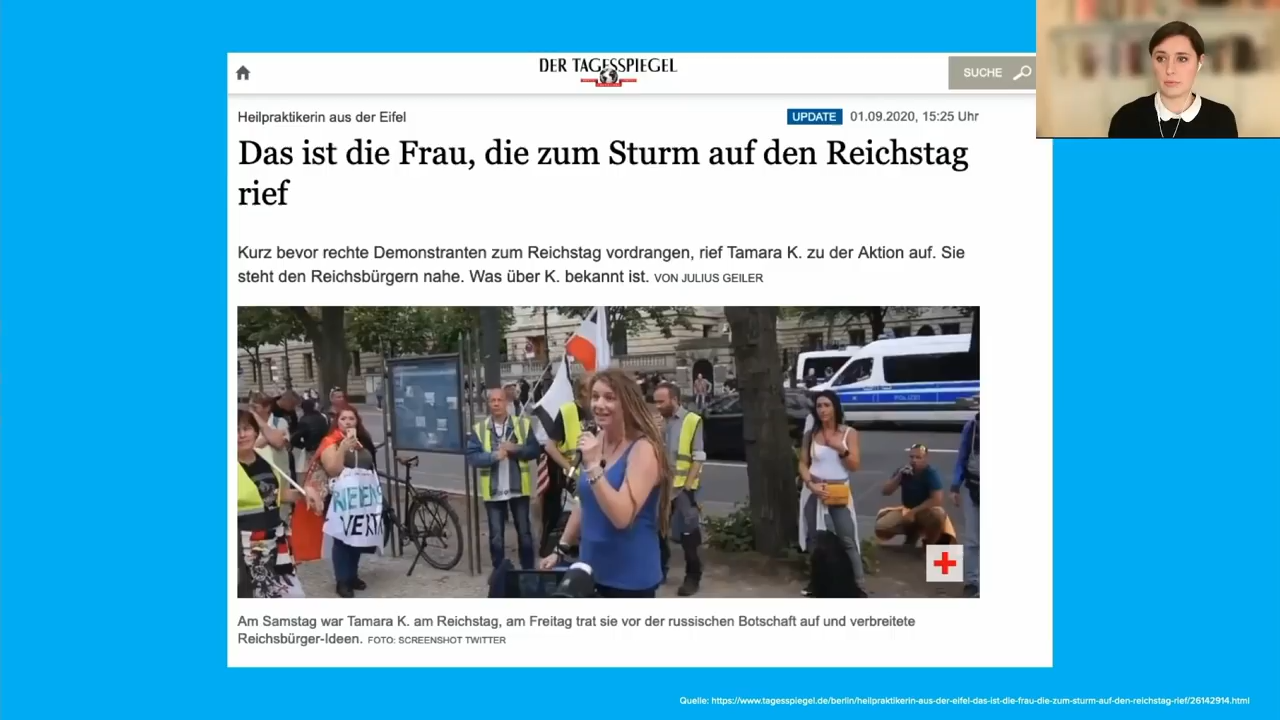 DER TAGESSPIEGEL
SUCHE
Heilpraktikerin aus der Eifel
UPDATE 01.09.2020, 15:25 Uhr
Das ist die Frau, die zum Sturm auf den Reichstag
rief
Kurz bevor rechte Demonstranten zum Reichstag vordrangen, rief Tamara K. zu der Aktion auf. Sie
steht den Reichsbürgern nahe. Was über K. bekannt ist. VON JULIUS GEILER
POLIZEI
Am Samstag war Tamara K. am Reichstag, am Freitag trat sie vor der russischen Botschaft auf und verbreitete
Reichsbürger-Ideen. FOTO: SCREENSHOT TWITTER
Quelle: https://www.tagesspiegel.de/berlin/heilpraktikerin-aus-der-eifel-das-ist-die-frau-die-zum-sturm-auf-den-reichstag-rief/26142914.html